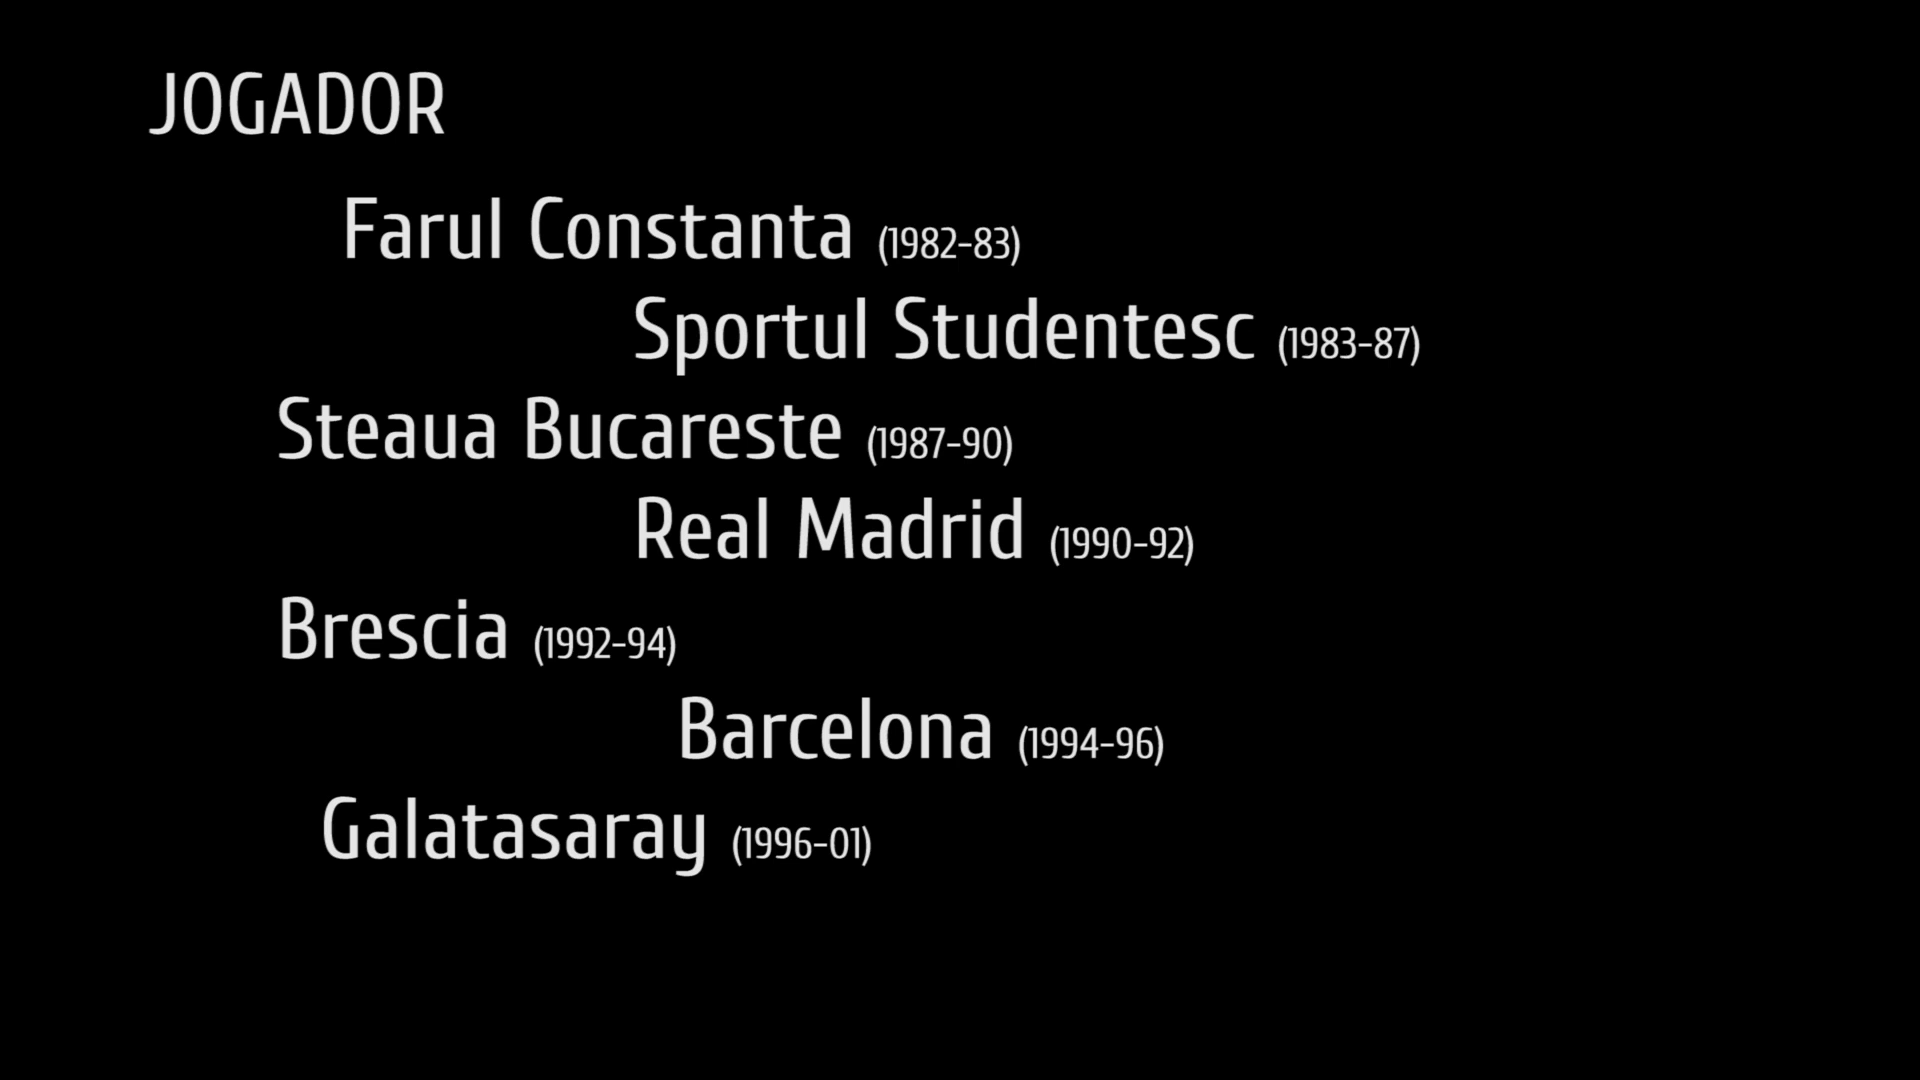 JOGADOR
Farul Constanta (1982-83)
Sportul Studentesc (1983-87)
Steaua Bucareste (1987-90)
Real Madrid (1990-92)
Brescia (1992-94)
Barcelona (1994-96)
Galatasaray (1996-01)